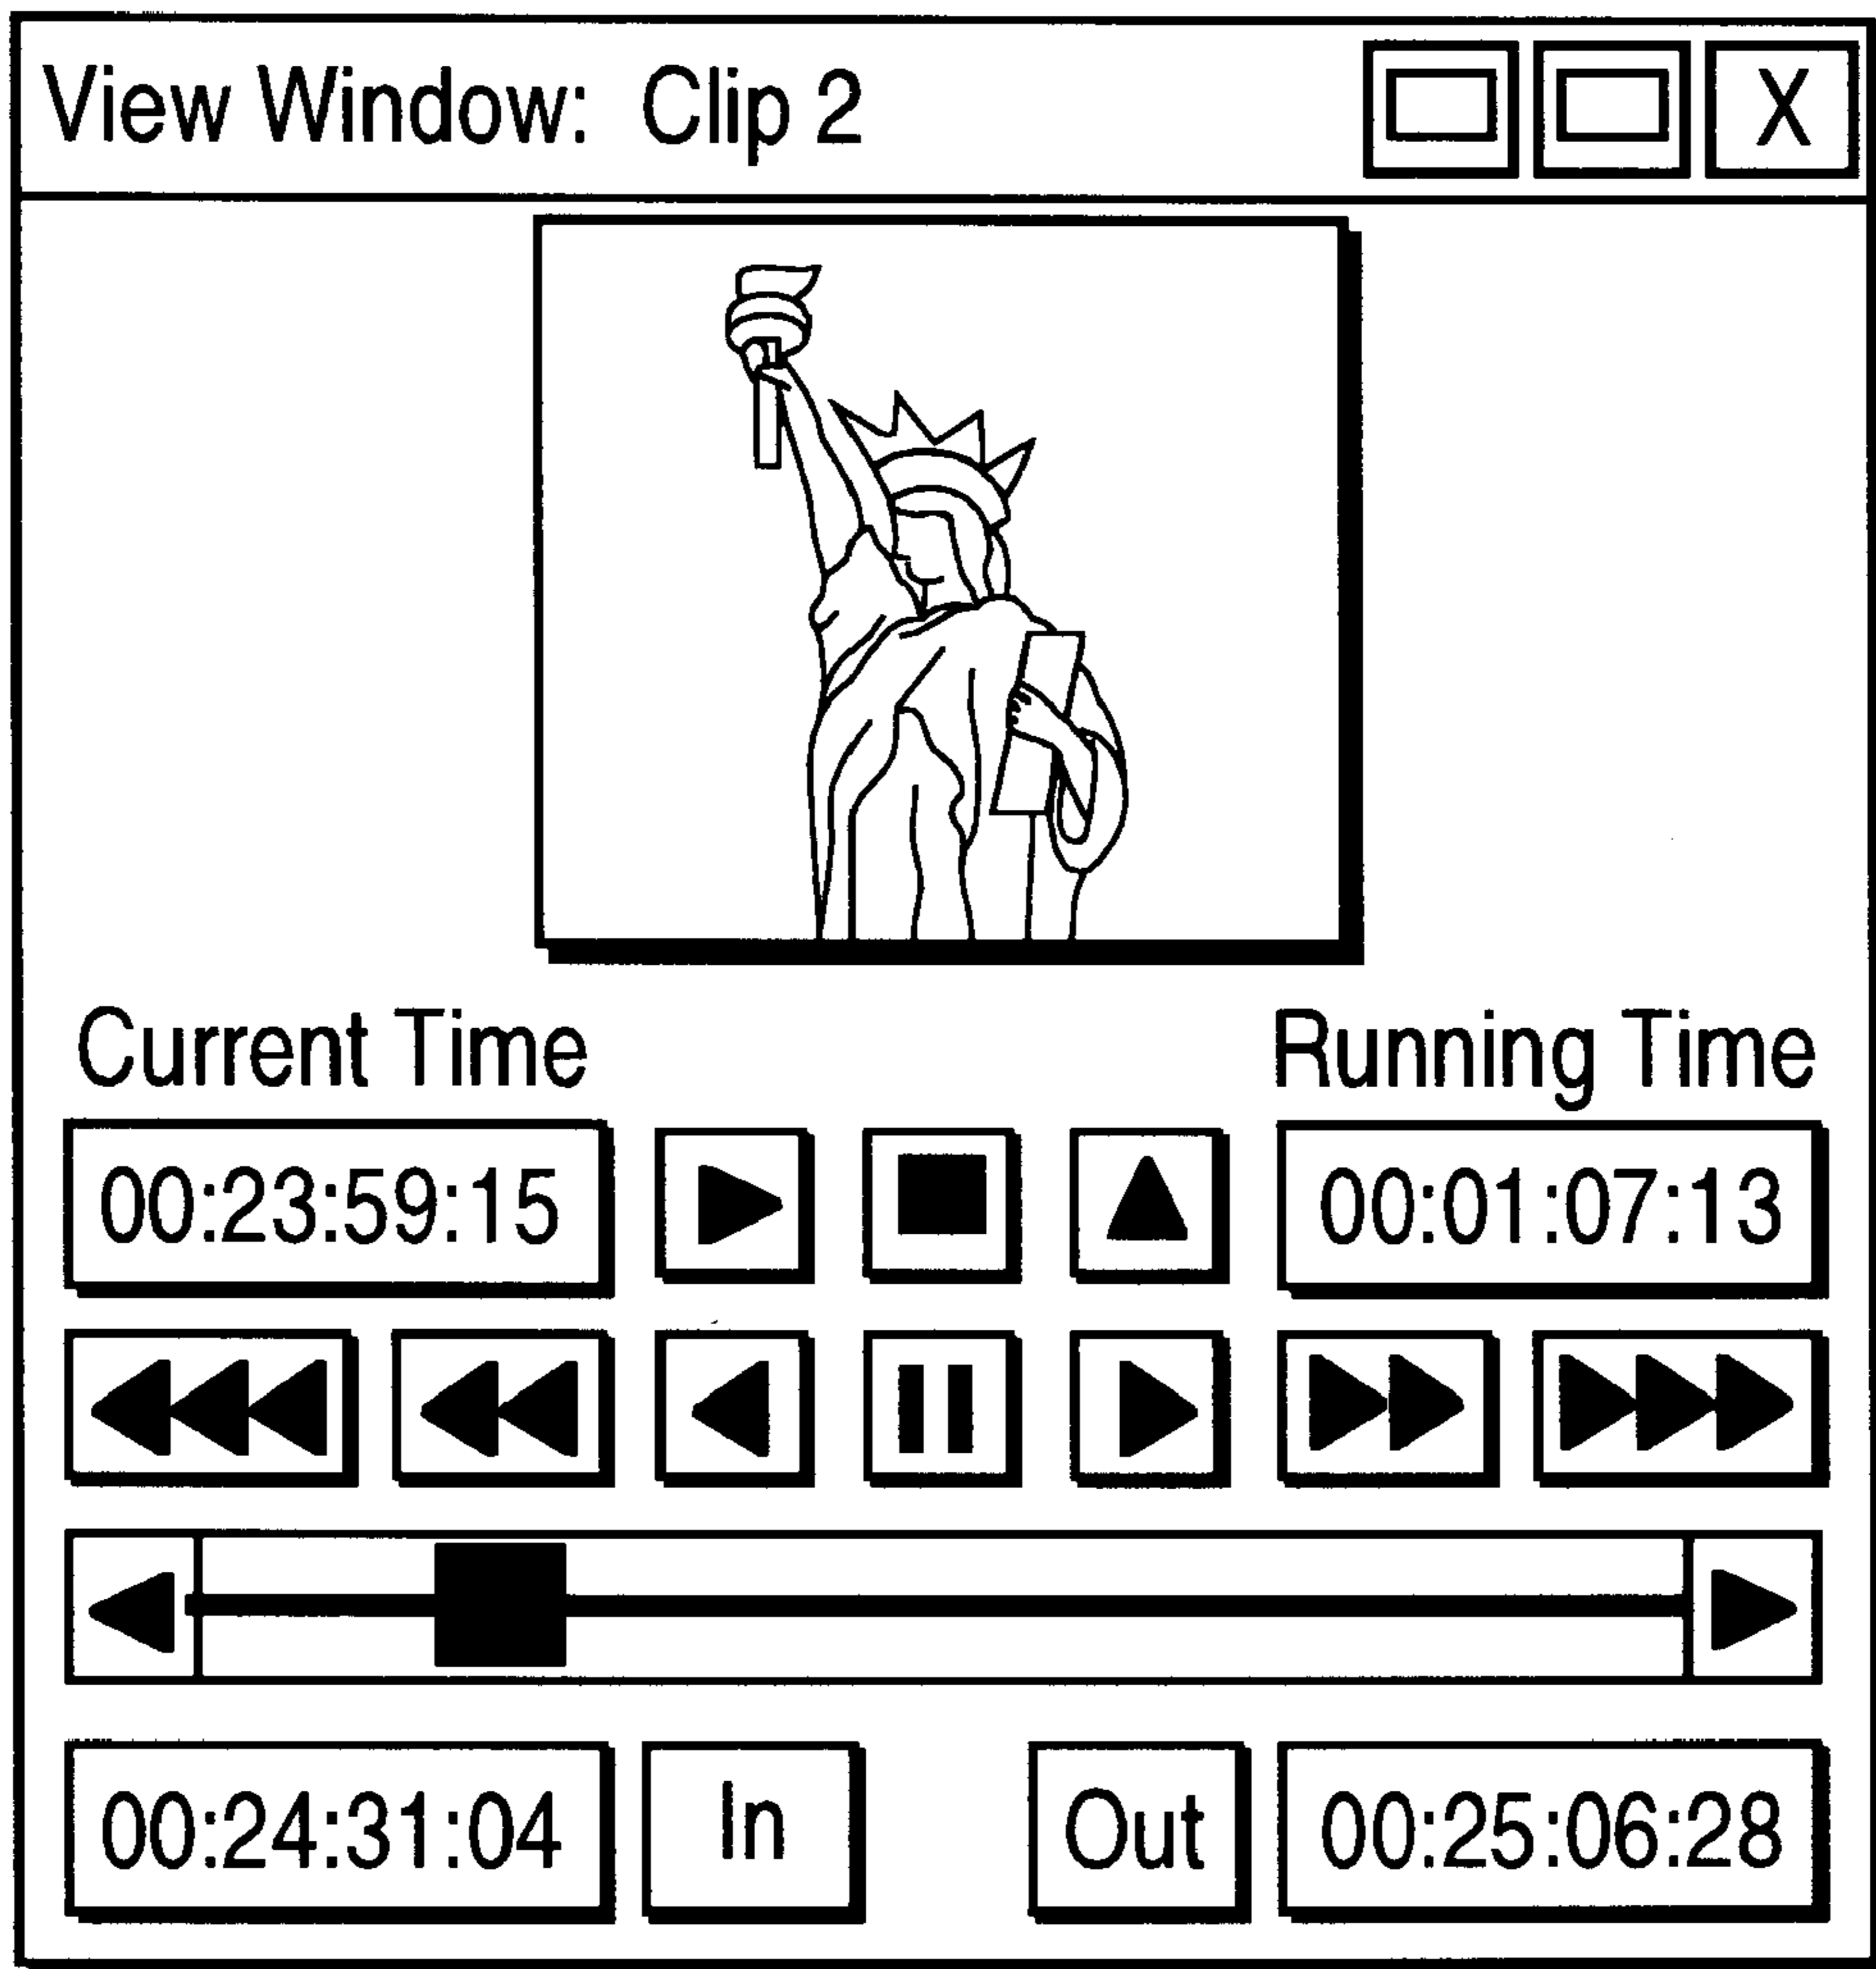 View Window: Clip 2 X
Current Time Running Time
00:23:59:15 00:01:07:13
00:24:31:04 In Out 00:25:06:28